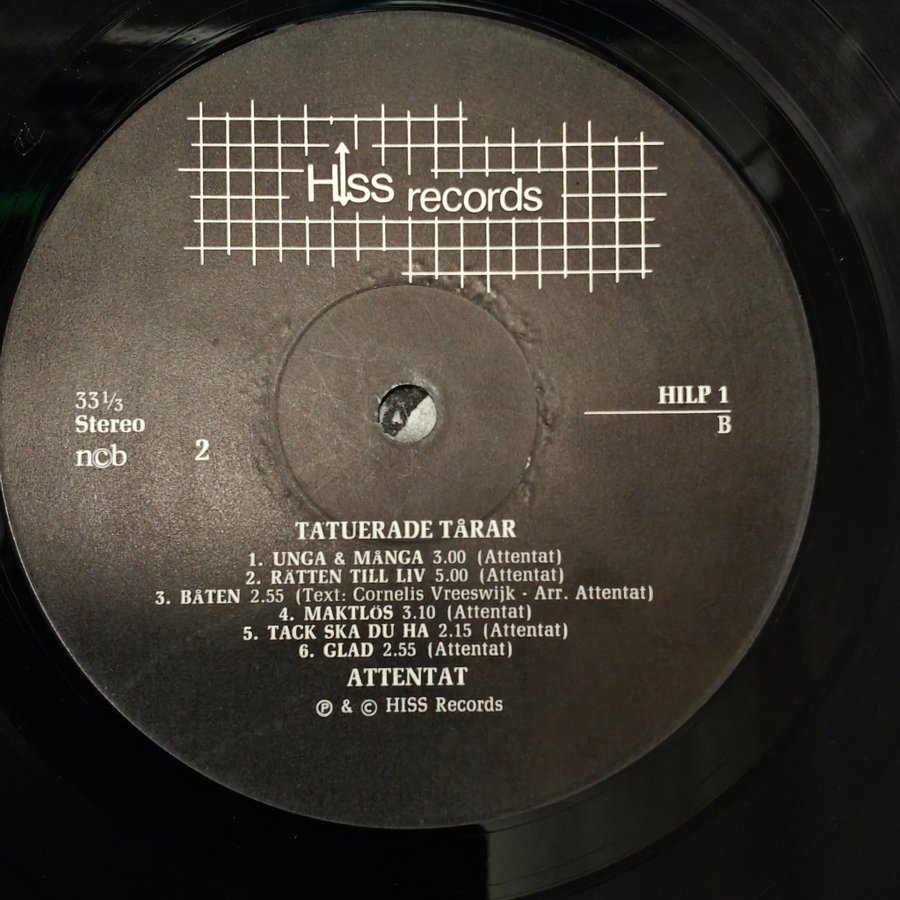 Hiss records
33 1/3
Stereo
n©b
2
HILP 1
B
TATUERADE TÅRAR
1. UNGA & MÅNGA 3.00 (Attentat)
2. RÄTTEN TILL LIV 5.00 (Attentat)
3. BÅTEN 2.55 (Text: Cornelis Vreeswijk - Arr. Attentat)
4. MAKTLÖS 3.10 (Attentat)
5. TACK SKA DU HA 2.15 (Attentat)
6. GLAD 2.55 (Attentat)
ATTENTAT
℗ & © HISS Records